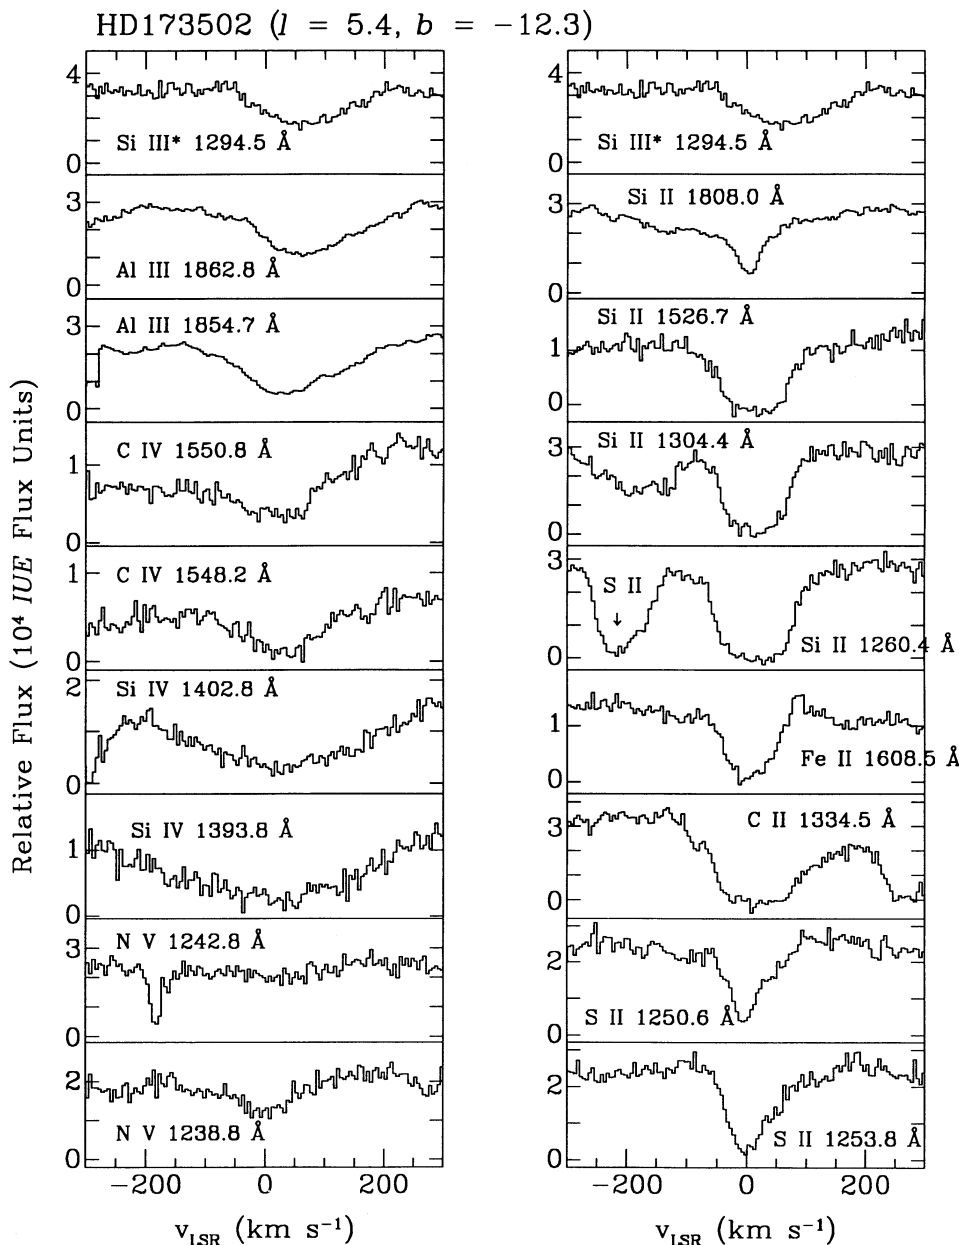 HD173502 (l = 5.4, b = −12.3)
Relative Flux (10⁴ IUE Flux Units)
4
2
0
Si III* 1294.5 Å
3
0
Al III 1862.8 Å
Al III 1854.7 Å
2
0
C IV 1550.8 Å
1
0
C IV 1548.2 Å
1
0
Si IV 1402.8 Å
2
0
Si IV 1393.8 Å
1
0
N V 1242.8 Å
3
0
2
N V 1238.8 Å
0
−200
0
200
v_LSR (km s⁻¹)
4
2
0
Si III* 1294.5 Å
Si II 1808.0 Å
3
0
Si II 1526.7 Å
1
0
Si II 1304.4 Å
3
0
3
S II
Si II 1260.4 Å
0
1
Fe II 1608.5 Å
0
C II 1334.5 Å
3
0
2
S II 1250.6 Å
0
2
S II 1253.8 Å
0
−200
0
200
v_LSR (km s⁻¹)